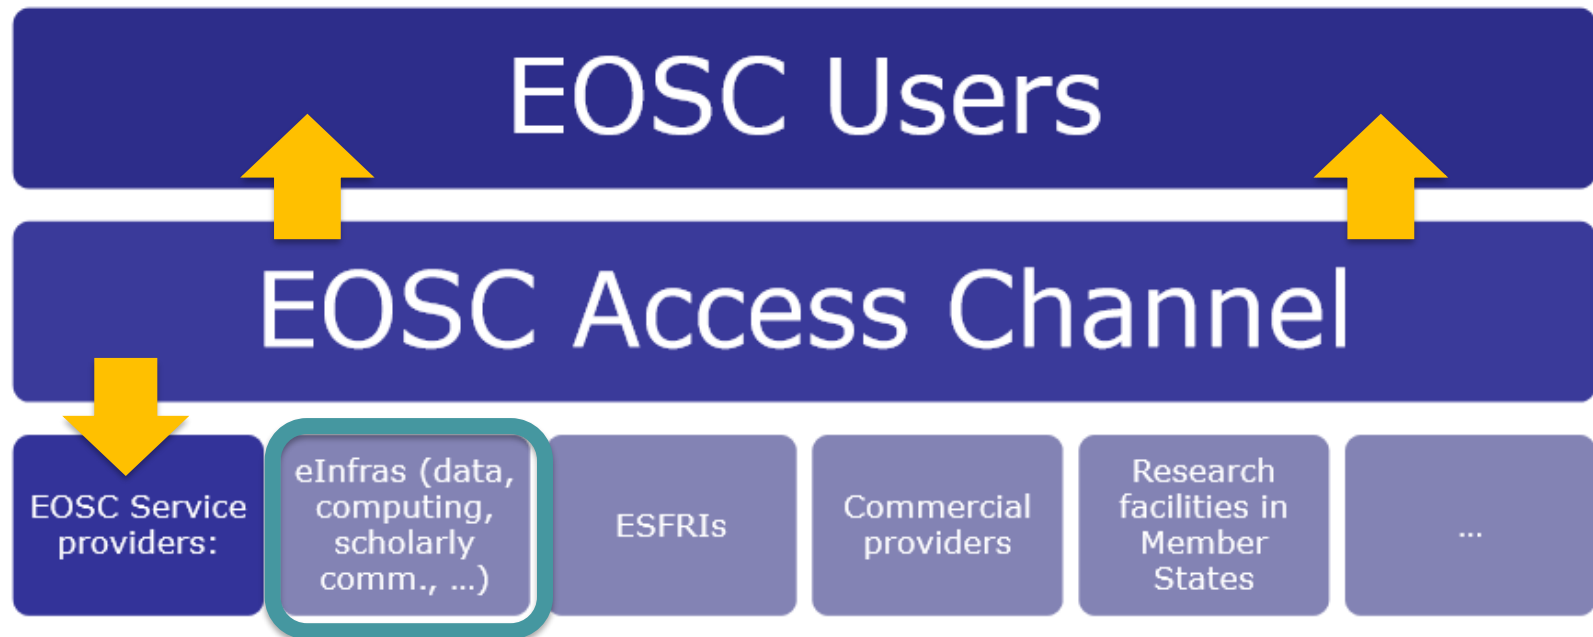 EOSC Users
EOSC Access Channel
EOSC Service
providers:
eInfras (data,
computing,
scholarly
comm., ...)
ESFRIs
Commercial
providers
Research
facilities in
Member
States
...